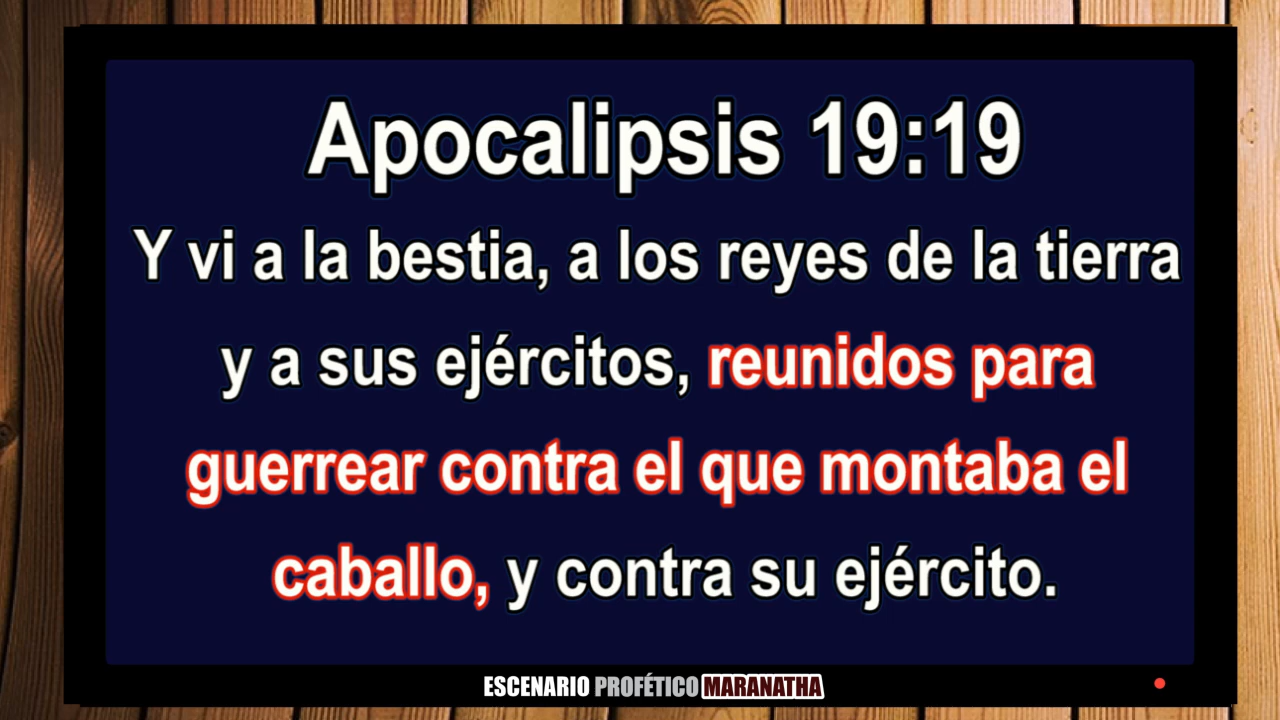 Apocalipsis 19:19
Y vi a la bestia, a los reyes de la tierra
y a sus ejércitos, reunidos para
guerrear contra el que montaba el
caballo, y contra su ejército.
ESCENARIO PROFÉTICO MARANATHA